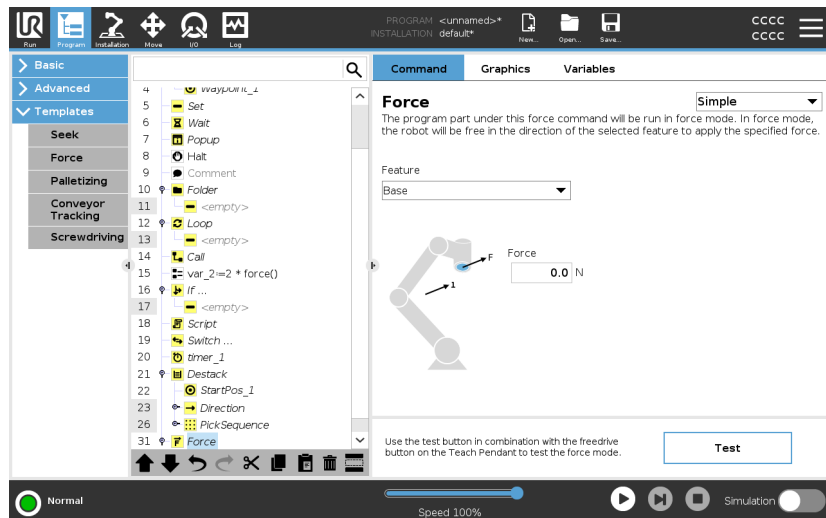 PROGRAM <unnamed>*
INSTALLATION default*
Run
Program
Installation
Move
I/O
Log
New...
Open...
Save...
CCCC
CCCC
Basic
Advanced
Templates
Seek
Force
Palletizing
Conveyor
Tracking
Screwdriving
4 Waypoint_1
5 Set
6 Wait
7 Popup
8 Halt
9 Comment
10 Folder
11 <empty>
12 Loop
13 <empty>
14 Call
15 var_2:=2 * force()
16 If ...
17 <empty>
18 Script
19 Switch ...
20 timer_1
21 Destack
22 StartPos_1
23 Direction
26 PickSequence
31 Force
Command Graphics Variables
Force
Simple
The program part under this force command will be run in force mode. In force mode,
the robot will be free in the direction of the selected feature to apply the specified force.
Feature
Base
F
1
Force
0.0 N
Use the test button in combination with the freedrive
button on the Teach Pendant to test the force mode.
Test
Normal
Speed 100%
Simulation